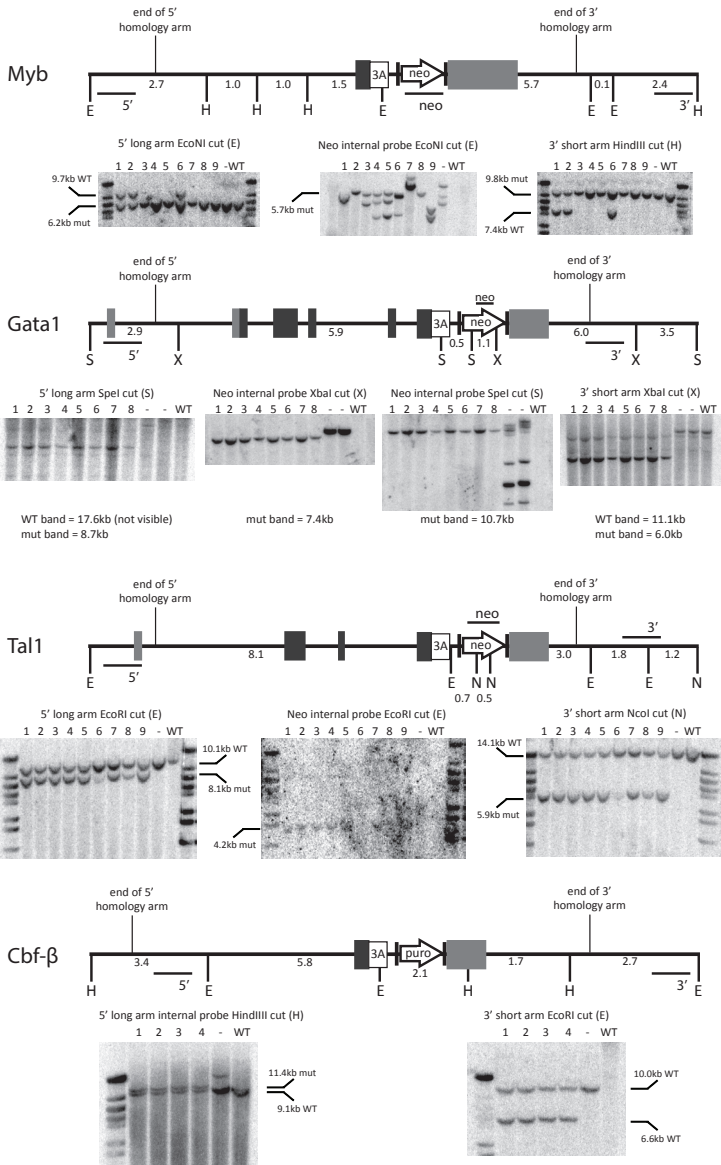 end of 5’ homology arm
end of 3’ homology arm
Myb
3A
neo
2.7 1.0 1.0 1.5 5.7 0.1 2.4
E 5’ H H H E neo E E 3’ H
5’ long arm EcoNI cut (E)
1 2 3 4 5 6 7 8 9 - WT
9.7kb WT
6.2kb mut
Neo internal probe EcoNI cut (E)
1 2 3 4 5 6 7 8 9 - WT
5.7kb mut
3’ short arm HindIII cut (H)
1 2 3 4 5 6 7 8 9 - WT
9.8kb mut
7.4kb WT
end of 5’ homology arm
end of 3’ homology arm
Gata1
neo
3A
neo
2.9 5.9 0.5 1.1 6.0 3.5
S 5’ X S S X 3’ X S
5’ long arm SpeI cut (S)
1 2 3 4 5 6 7 8 - - WT
WT band = 17.6kb (not visible)
mut band = 8.7kb
Neo internal probe XbaI cut (X)
1 2 3 4 5 6 7 8 - - WT
mut band = 7.4kb
Neo internal probe SpeI cut (S)
1 2 3 4 5 6 7 8 - - WT
mut band = 10.7kb
3’ short arm XbaI cut (X)
1 2 3 4 5 6 7 8 - - WT
WT band = 11.1kb
mut band = 6.0kb
end of 5’ homology arm
end of 3’ homology arm
Tal1
neo
3’
3A
neo
8.1 3.0 1.8 1.2
E 5’ E N N E E N
0.7 0.5
5’ long arm EcoRI cut (E)
1 2 3 4 5 6 7 8 9 - WT
10.1kb WT
8.1kb mut
Neo internal probe EcoRI cut (E)
1 2 3 4 5 6 7 8 9 - WT
4.2kb mut
3’ short arm NcoI cut (N)
1 2 3 4 5 6 7 8 9 - WT
14.1kb WT
5.9kb mut
end of 5’ homology arm
end of 3’ homology arm
Cbf-β
3A
puro
3.4 5.8 2.1 1.7 2.7
H 5’ E E H H 3’ E
5’ long arm internal probe HindIIII cut (H)
1 2 3 4 - WT
11.4kb mut
9.1kb WT
3’ short arm EcoRI cut (E)
1 2 3 4 - WT
10.0kb WT
6.6kb WT